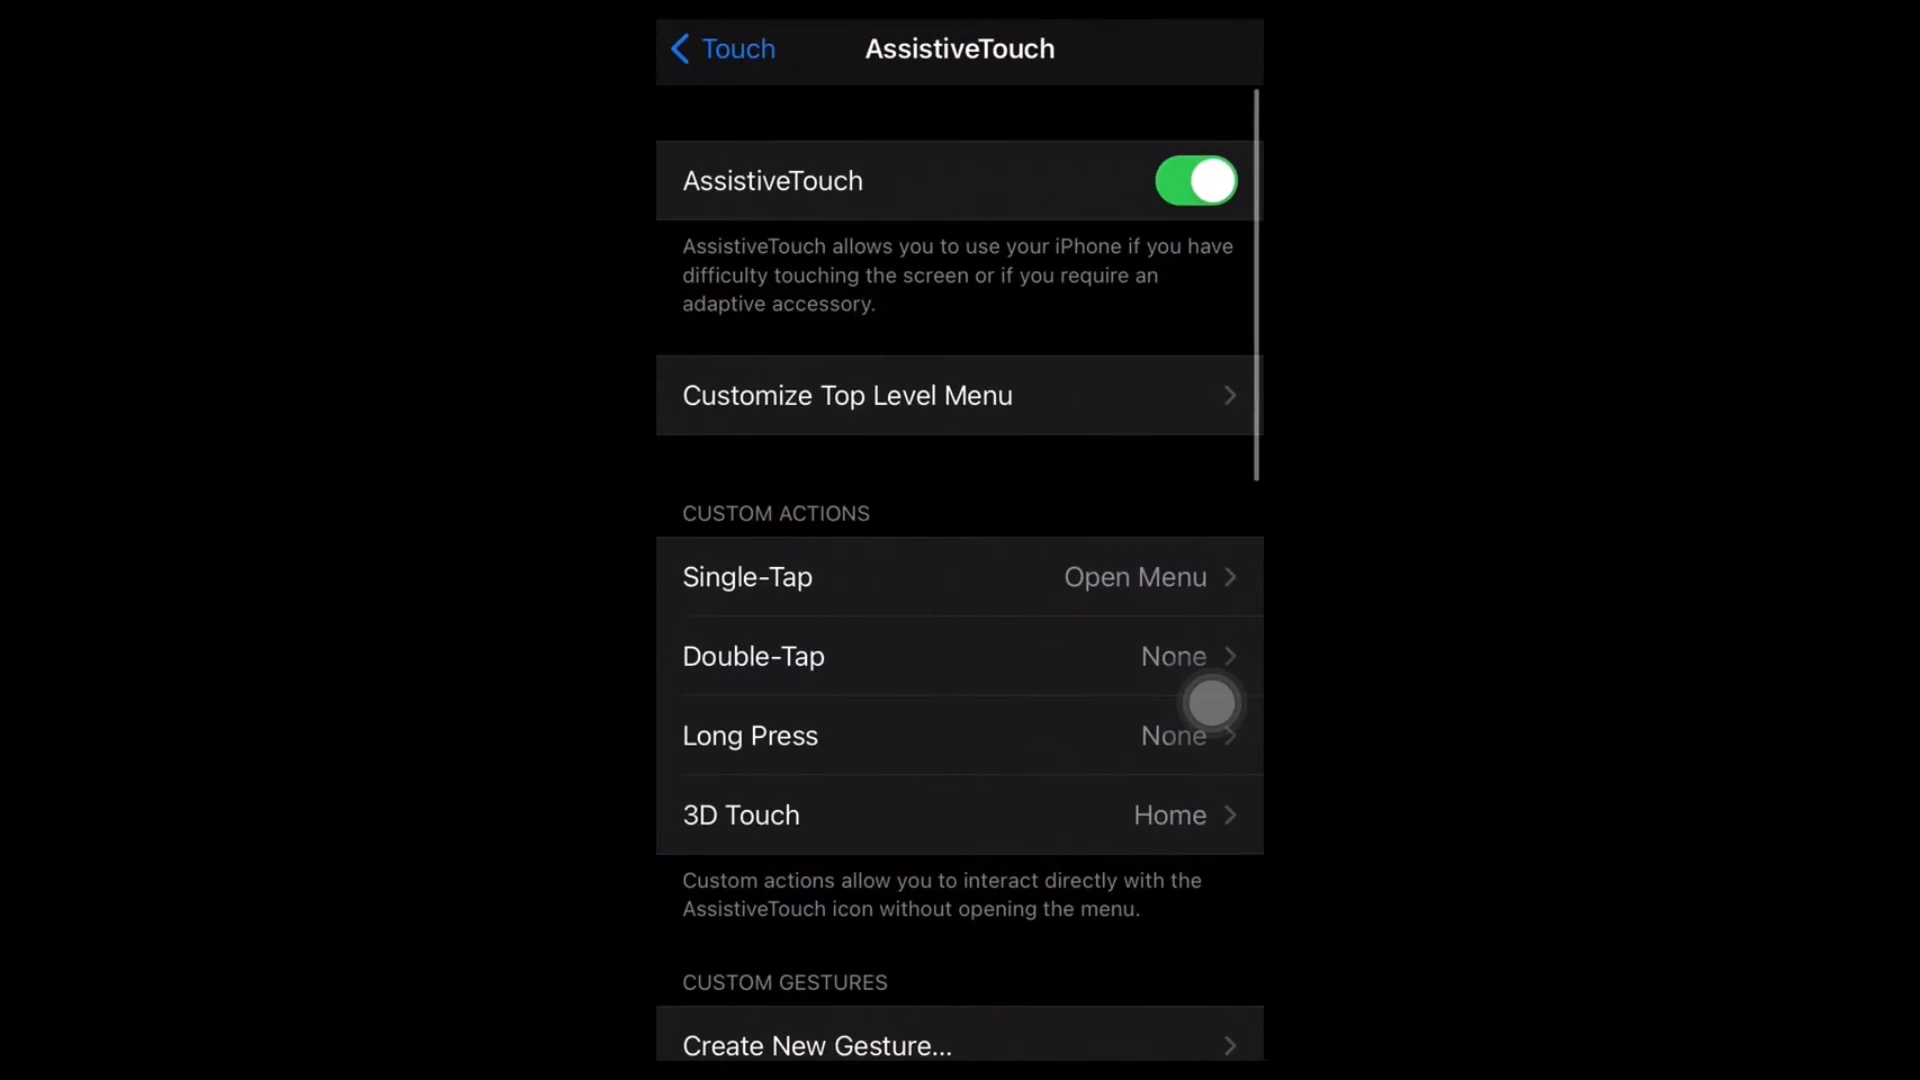 Touch
AssistiveTouch
AssistiveTouch
AssistiveTouch allows you to use your iPhone if you have
difficulty touching the screen or if you require an
adaptive accessory.
Customize Top Level Menu
CUSTOM ACTIONS
Single-Tap Open Menu
Double-Tap None
Long Press None
3D Touch Home
Custom actions allow you to interact directly with the
AssistiveTouch icon without opening the menu.
CUSTOM GESTURES
Create New Gesture...